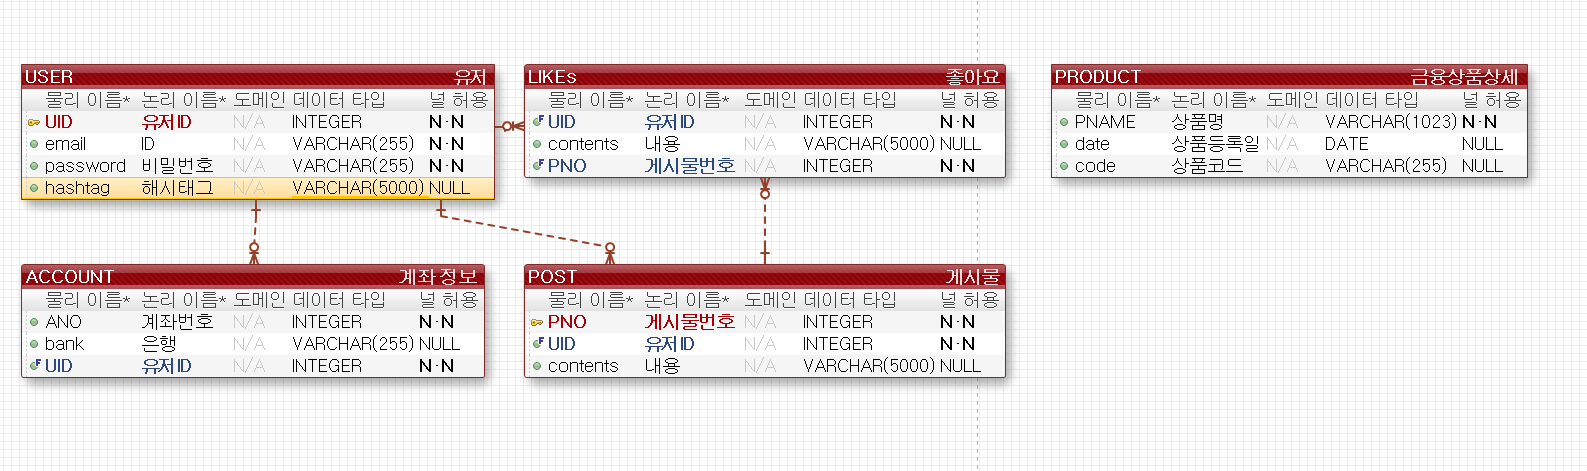 USER 유저
물리 이름* 논리 이름* 도메인 데이터 타입 널 허용
UID 유저ID N/A INTEGER N·N
email ID N/A VARCHAR(255) N·N
password 비밀번호 N/A VARCHAR(255) N·N
hashtag 해시태그 N/A VARCHAR(5000) NULL
LIKEs 좋아요
물리 이름* 논리 이름* 도메인 데이터 타입 널 허용
UID 유저ID N/A INTEGER N·N
contents 내용 N/A VARCHAR(5000) NULL
PNO 게시물번호 N/A INTEGER N·N
PRODUCT 금융상품상세
물리 이름* 논리 이름* 도메인 데이터 타입 널 허용
PNAME 상품명 N/A VARCHAR(1023) N·N
date 상품등록일 N/A DATE NULL
code 상품코드 N/A VARCHAR(255) NULL
ACCOUNT 계좌 정보
물리 이름* 논리 이름* 도메인 데이터 타입 널 허용
ANO 계좌번호 N/A INTEGER N·N
bank 은행 N/A VARCHAR(255) NULL
UID 유저ID N/A INTEGER N·N
POST 게시물
물리 이름* 논리 이름* 도메인 데이터 타입 널 허용
PNO 게시물번호 N/A INTEGER N·N
UID 유저ID N/A INTEGER N·N
contents 내용 N/A VARCHAR(5000) NULL